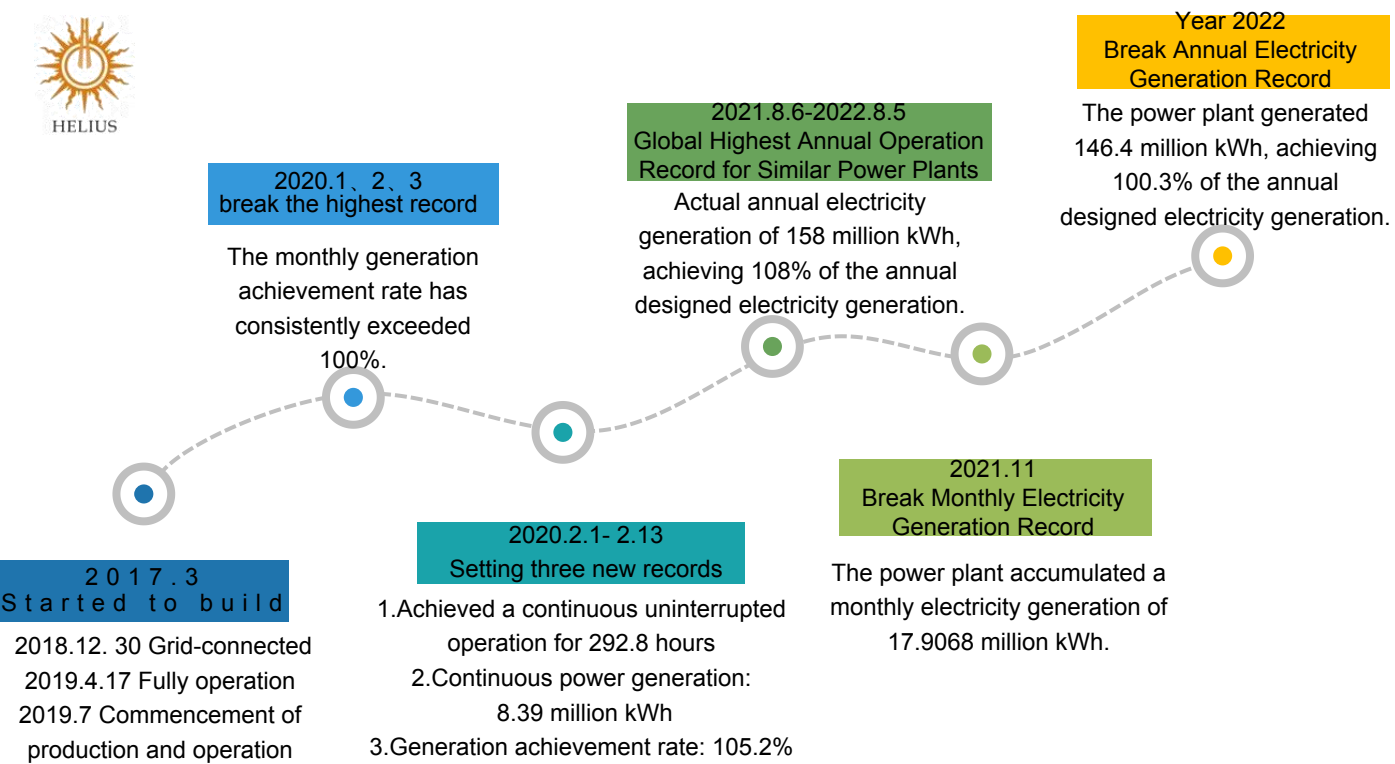 HELIUS
2017.3
Started to build
2018.12. 30 Grid-connected
2019.4.17 Fully operation
2019.7 Commencement of
production and operation
2020.1、2、3
break the highest record
The monthly generation
achievement rate has
consistently exceeded
100%.
2020.2.1- 2.13
Setting three new records
1.Achieved a continuous uninterrupted
operation for 292.8 hours
2.Continuous power generation:
8.39 million kWh
3.Generation achievement rate: 105.2%
2021.8.6-2022.8.5
Global Highest Annual Operation
Record for Similar Power Plants
Actual annual electricity
generation of 158 million kWh,
achieving 108% of the annual
designed electricity generation.
2021.11
Break Monthly Electricity
Generation Record
The power plant accumulated a
monthly electricity generation of
17.9068 million kWh.
Year 2022
Break Annual Electricity
Generation Record
The power plant generated
146.4 million kWh, achieving
100.3% of the annual
designed electricity generation.